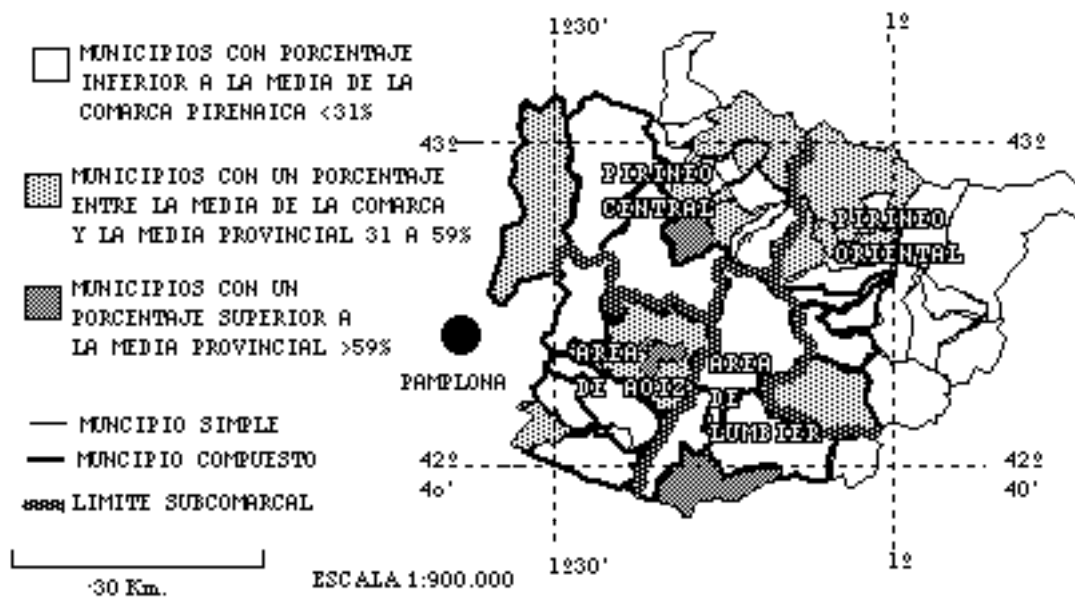 MUNICIPIOS CON PORCENTAJE
INFERIOR A LA MEDIA DE LA
COMARCA PIRENAICA <31%
MUNICIPIOS CON UN PORCENTAJE
ENTRE LA MEDIA DE LA COMARCA
Y LA MEDIA PROVINCIAL 31 A 59%
MUNICIPIOS CON UN
PORCENTAJE SUPERIOR A
LA MEDIA PROVINCIAL >59%
PAMPLONA
MUNCIPIO SIMPLE
MUNCIPIO COMPUESTO
LIMITE SUBCOMARCAL
30 Km.
ESCALA 1:900.000
1º30'
1º
43º
43º
PIRINEO
CENTRAL
PIRINEO
ORIENTAL
AREA
DE AOIZ
AREA
DE
LUMBIER
42º
40'
42º
40'
1º30'
1º